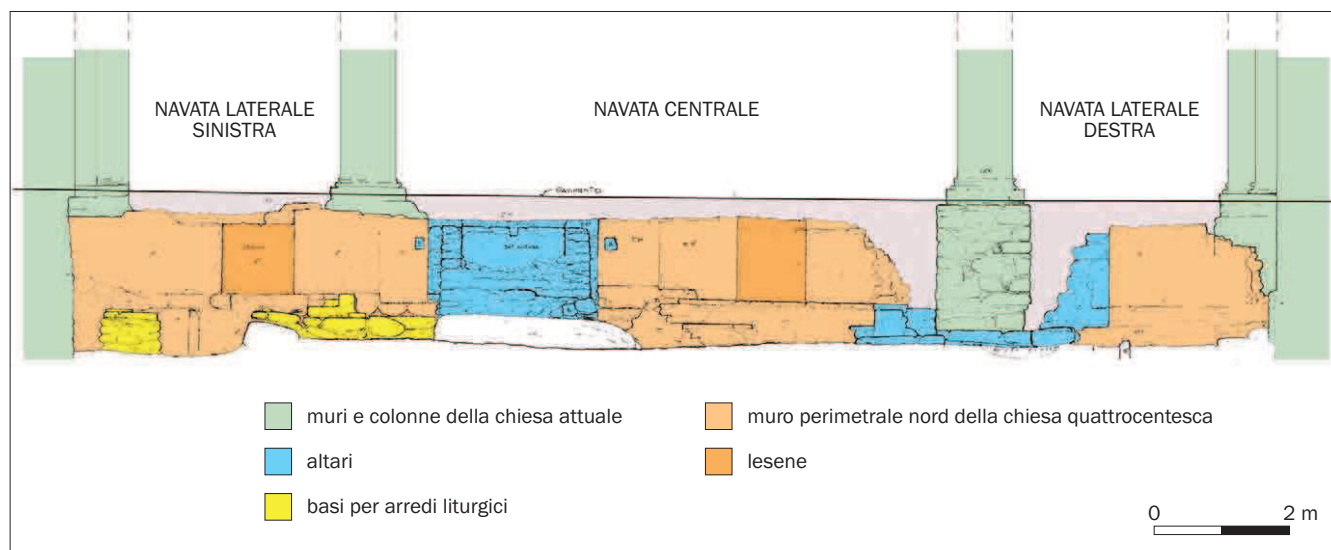 NAVATA LATERALE
SINISTRA
NAVATA CENTRALE
NAVATA LATERALE
DESTRA
muri e colonne della chiesa attuale
muro perimetrale nord della chiesa quattrocentesca
altari
lesene
basi per arredi liturgici
0 2 m